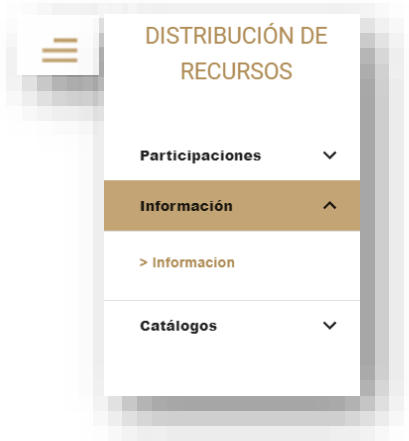 DISTRIBUCIÓN DE
RECURSOS
Participaciones
Información
> Informacion
Catálogos